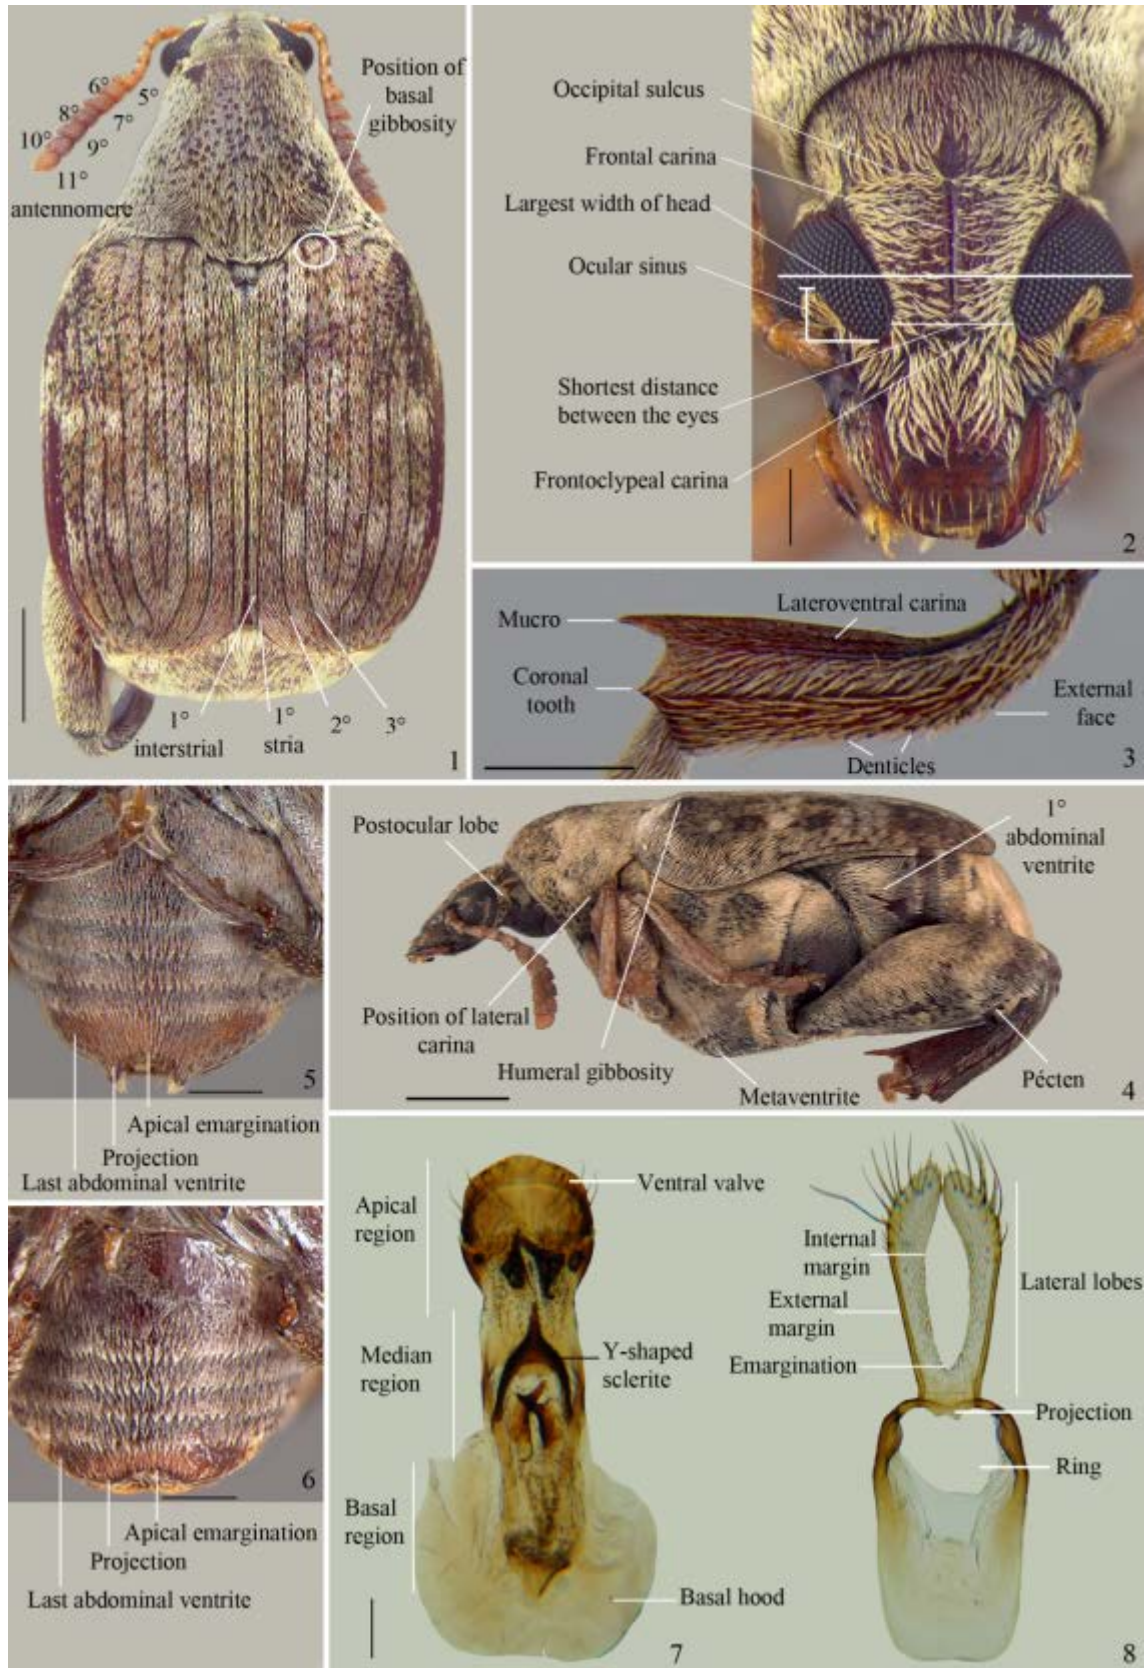 Position of
basal
gibbosity
6°
5°
8°
7°
10°
9°
11°
antennomere
1°
interstrial
1°
stria
2°
3°
1
Occipital sulcus
Frontal carina
Largest width of head
Ocular sinus
Shortest distance
between the eyes
Frontoclypeal carina
2
Mucro
Lateroventral carina
Coronal
tooth
External
face
Denticles
3
Postocular lobe
1°
abdominal
ventrite
Position of lateral
carina
Humeral gibbosity
Metaventrite
Pécten
4
5
Apical emargination
Projection
Last abdominal ventrite
6
Apical emargination
Projection
Last abdominal ventrite
Apical
region
Ventral valve
Median
region
Y-shaped
sclerite
Basal
region
Basal hood
7
Internal
margin
External
margin
Emargination
Lateral lobes
Projection
Ring
8